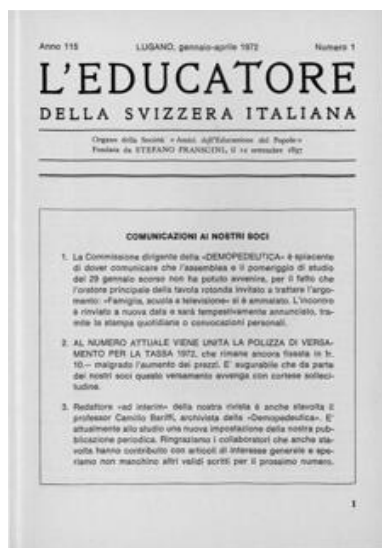 Anno 115 LUGANO, gennaio-aprile 1972 Numero 1
L'EDUCATORE
DELLA SVIZZERA ITALIANA
Organo della Società «Amici dell'Educazione del Popolo»
Fondata da STEFANO FRANSCINI, il 12 settembre 1837
COMUNICAZIONI AI NOSTRI SOCI
1. La Commissione dirigente della «DEMOPEDEUTICA» è spiacente
di dover comunicare che l'assemblea e il pomeriggio di studio
del 29 gennaio scorso non ha potuto avvenire, per il fatto che
l'oratore principale della tavola rotonda invitato a trattare l'argo-
mento: «Famiglia, scuola e televisione» si è ammalato. L'incontro
è rinviato a nuova data e sarà tempestivamente annunciato, tra-
mite la stampa quotidiana o convocazioni personali.
2. AL NUMERO ATTUALE VIENE UNITA LA POLIZZA DI VERSA-
MENTO PER LA TASSA 1972, che rimane ancora fissata in fr.
10.— malgrado l'aumento dei prezzi. E' augurabile che da parte
dei nostri soci questo versamento avvenga con cortese solleci-
tudine.
3. Redattore «ad interim» della nostra rivista è anche stavolta il
professor Camillo Bariffi, archivista della «Demopedeutica». E'
attualmente allo studio una nuova impostazione della nostra pub-
blicazione periodica. Ringraziamo i collaboratori che anche sta-
volta hanno contribuito con articoli di interesse generale e spe-
riamo non manchino altri validi scritti per il prossimo numero.
1